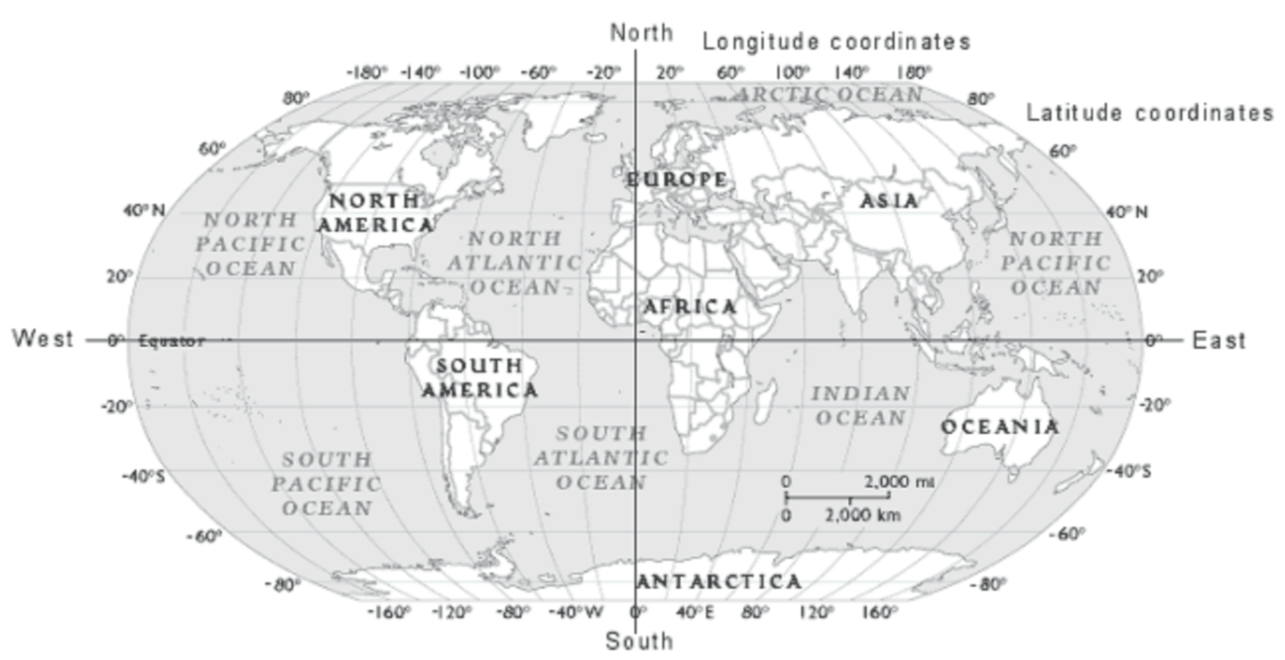 North
Longitude coordinates
-180° -140° -100° -60° -20° 20° 60° 100° 140° 180°
ARCTIC OCEAN
80° 80°
Latitude coordinates
60° 60°
EUROPE
NORTH AMERICA
ASIA
40°N 40°N
NORTH PACIFIC OCEAN
NORTH ATLANTIC OCEAN
NORTH PACIFIC OCEAN
20° 20°
AFRICA
West 0° Equator 0° East
SOUTH AMERICA
INDIAN OCEAN
-20° -20°
OCEANIA
SOUTH ATLANTIC OCEAN
SOUTH PACIFIC OCEAN
-40°S -40°S
0 2,000 mi
0 2,000 km
-60° -60°
ANTARCTICA
-80° -80°
-160° -120° -80° -40°W 0° 40°E 80° 120° 160°
South